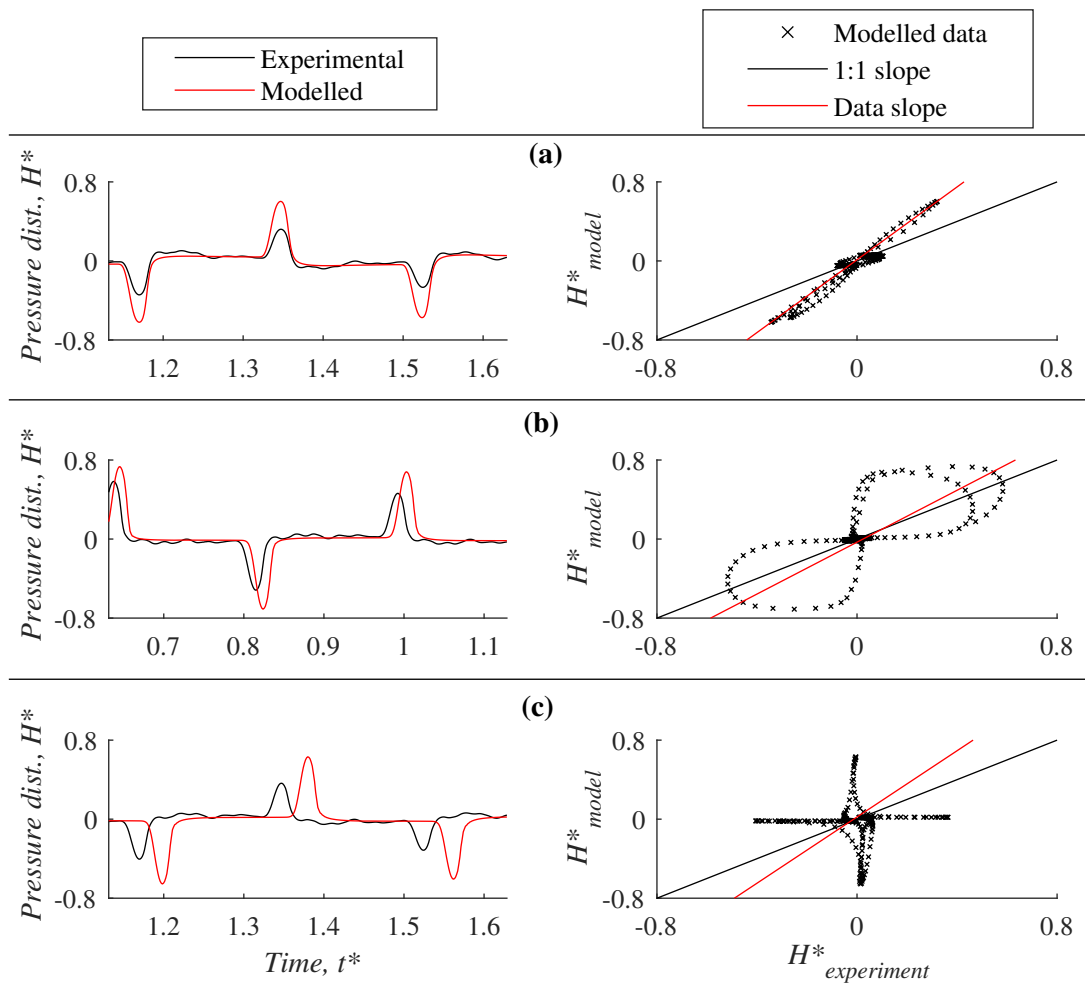 Experimental
Modelled
Modelled data
1:1 slope
Data slope
(a)
Pressure dist., H*
0.8
0
-0.8
1.2 1.3 1.4 1.5 1.6
H*model
0.8
0
-0.8
-0.8 0 0.8
(b)
Pressure dist., H*
0.8
0
-0.8
0.7 0.8 0.9 1 1.1
H*model
0.8
0
-0.8
-0.8 0 0.8
(c)
Pressure dist., H*
0.8
0
-0.8
1.2 1.3 1.4 1.5 1.6
Time, t*
H*model
0.8
0
-0.8
-0.8 0 0.8
H*experiment